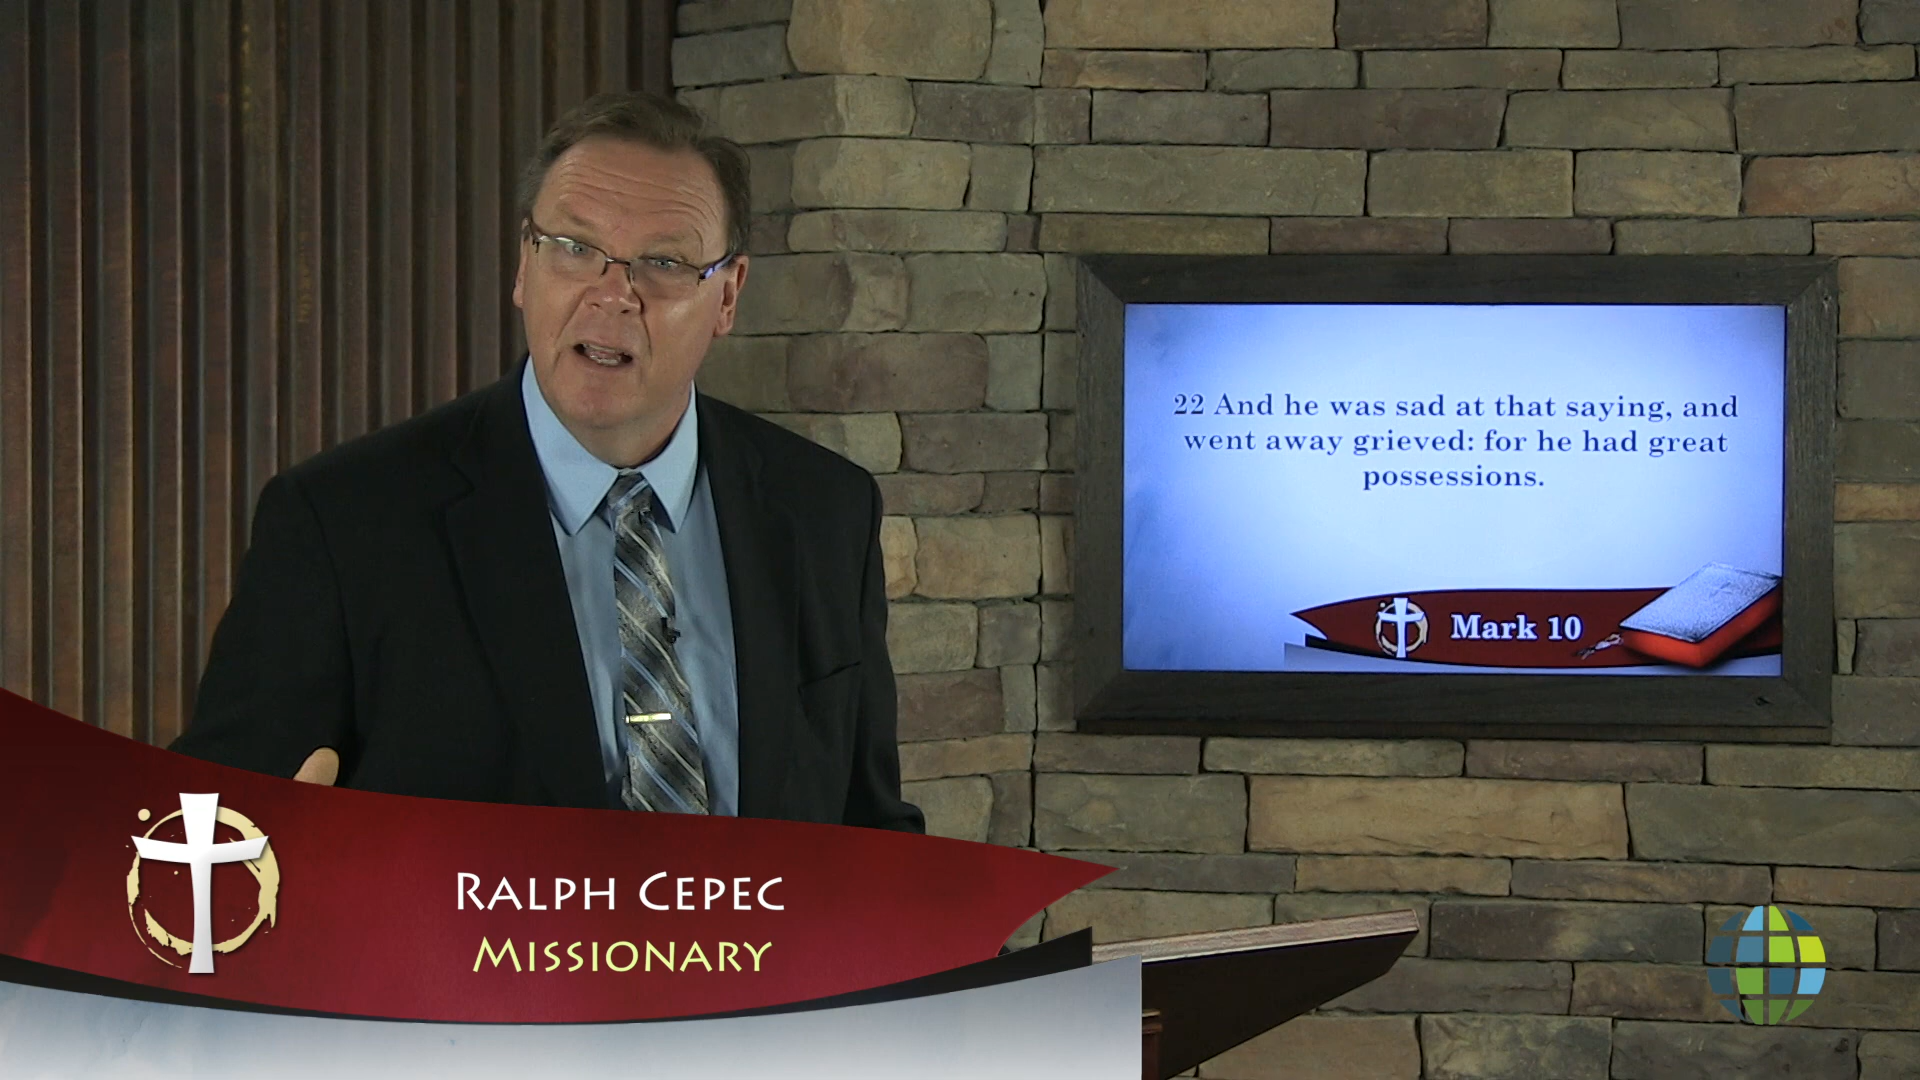 22 And he was sad at that saying, and
went away grieved: for he had great
possessions.
Mark 10
Ralph Cepec
Missionary